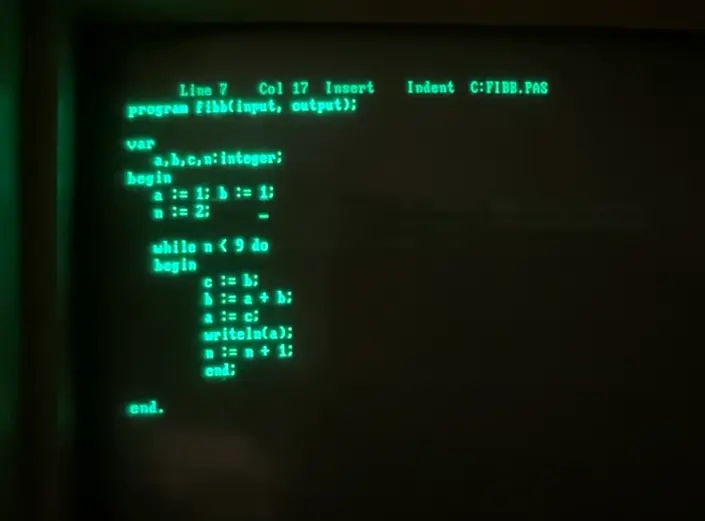 Line 7 Col 17 Insert Indent C:FIBB.PAS
program fibb(input, output);
var
a,b,c,n:integer;
begin
a := 1; b := 1;
n := 2; _
while n < 9 do
begin
c := b;
b := a + b;
a := c;
writeln(a);
n := n + 1;
end;
end.